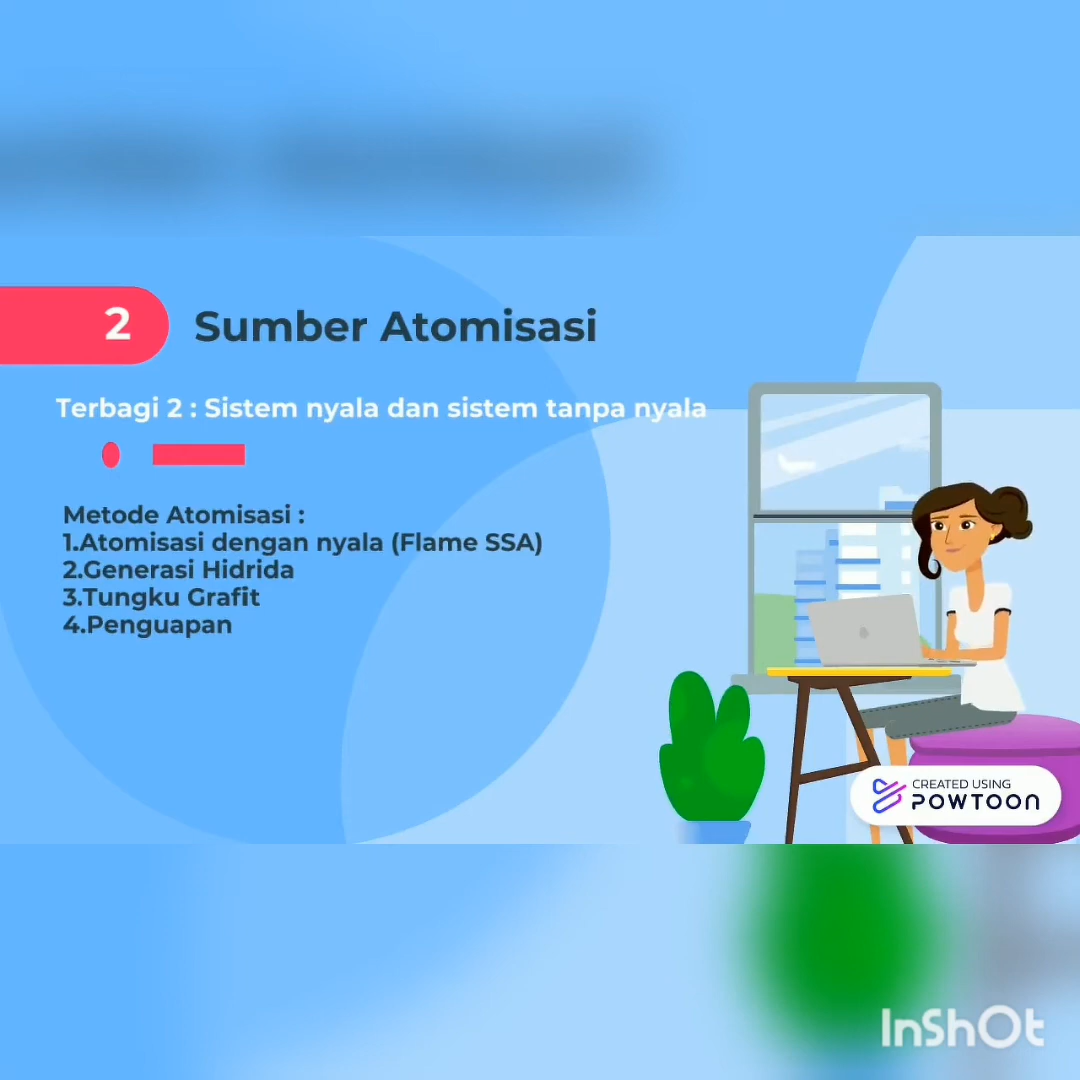 2
Sumber Atomisasi
Terbagi 2 : Sistem nyala dan sistem tanpa nyala
Metode Atomisasi :
1.Atomisasi dengan nyala (Flame SSA)
2.Generasi Hidrida
3.Tungku Grafit
4.Penguapan
CREATED USING
POWTOON
InShOt